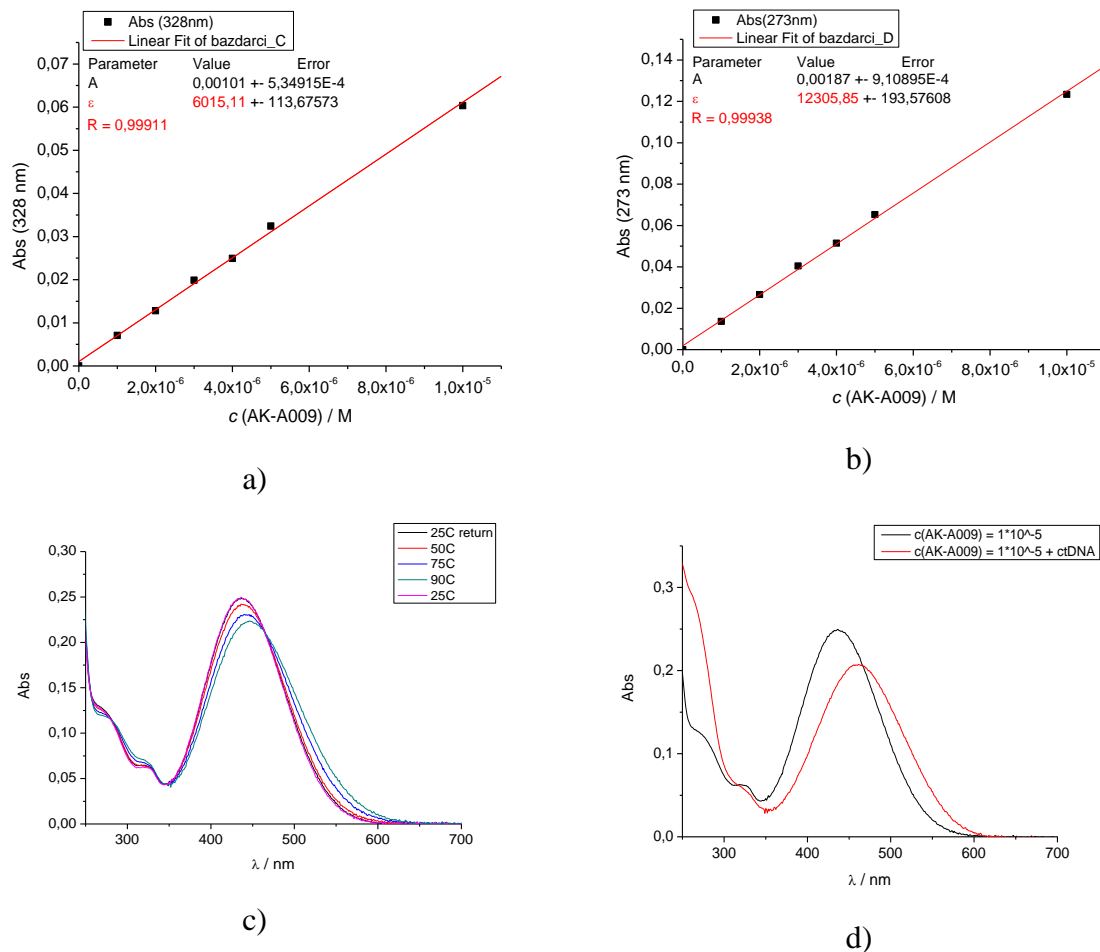 Abs (328nm)
Linear Fit of bazdarci_C
Parameter Value Error
A 0,00101 +- 5,34915E-4
ε 6015,11 +- 113,67573
R = 0,99911
0,07
0,06
0,05
0,04
0,03
0,02
0,01
0,00
Abs (328 nm)
0,0 2,0x10⁻⁶ 4,0x10⁻⁶ 6,0x10⁻⁶ 8,0x10⁻⁶ 1,0x10⁻⁵
c (AK-A009) / M
a)
Abs(273nm)
Linear Fit of bazdarci_D
Parameter Value Error
A 0,00187 +- 9,10895E-4
ε 12305,85 +- 193,57608
R = 0,99938
0,14
0,12
0,10
0,08
0,06
0,04
0,02
0,00
Abs (273 nm)
0,0 2,0x10⁻⁶ 4,0x10⁻⁶ 6,0x10⁻⁶ 8,0x10⁻⁶ 1,0x10⁻⁵
c (AK-A009) / M
b)
25C return
50C
75C
90C
25C
0,30
0,25
0,20
0,15
0,10
0,05
0,00
Abs
300 400 500 600 700
λ / nm
c)
c(AK-A009) = 1*10^-5
c(AK-A009) = 1*10^-5 + ctDNA
0,3
0,2
0,1
0,0
Abs
300 400 500 600 700
λ / nm
d)